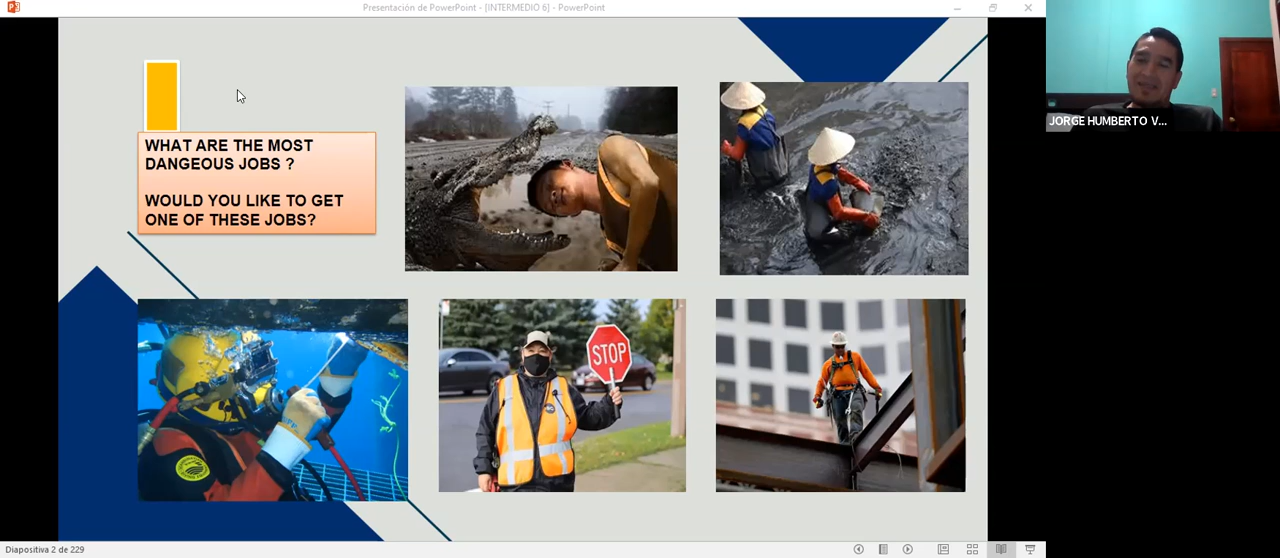 Presentación de PowerPoint - [INTERMEDIO 6] - PowerPoint
WHAT ARE THE MOST
DANGEOUS JOBS ?
WOULD YOU LIKE TO GET
ONE OF THESE JOBS?
STOP
JORGE HUMBERTO V...
Diapositiva 2 de 229